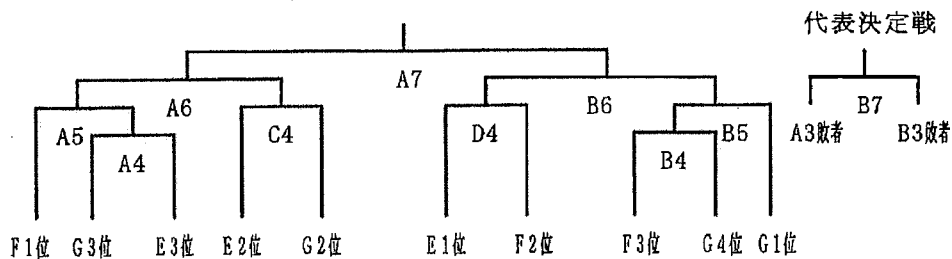 代表決定戦
A7
A6 B6 B7
A5 C4 D4 B5 A3敗者 B3敗者
A4 B4
F1位 G3位 E3位 E2位 G2位 E1位 F2位 F3位 G4位 G1位